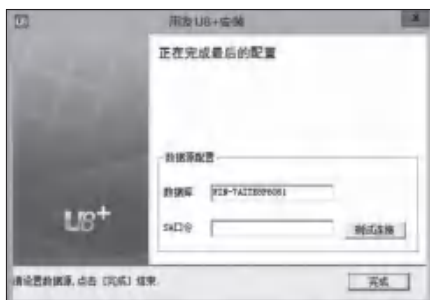 用友 U8+安装
正在完成最后的配置
数据源配置
数据库
SA口令
测试连接
U8+
请设置数据源,点击 [完成] 结束.
完成